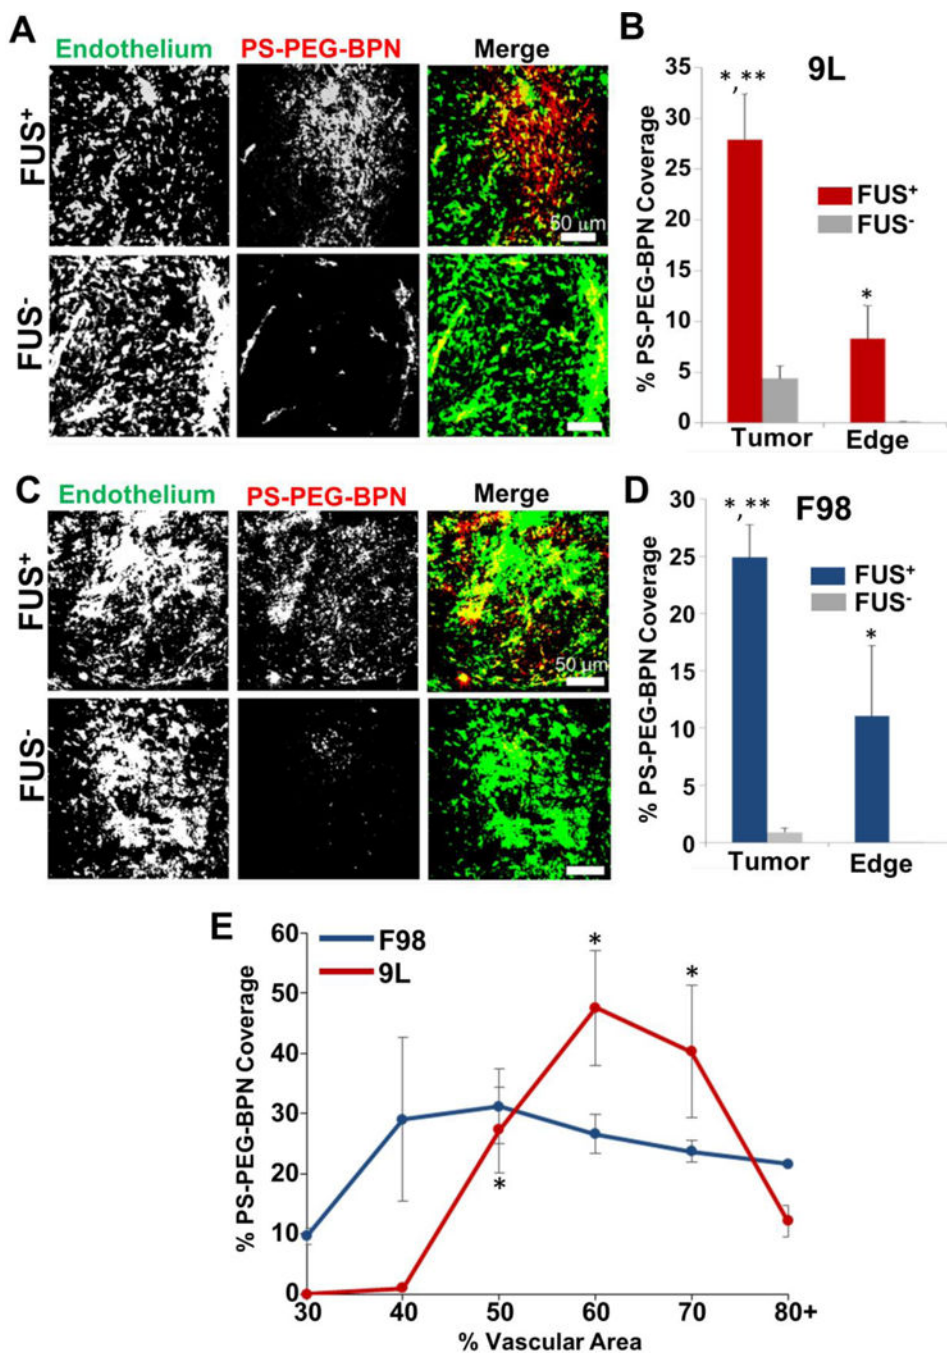 A
Endothelium PS-PEG-BPN Merge
FUS+
50 μm
FUS-
B
9L
% PS-PEG-BPN Coverage
35
30
25
20
15
10
5
0
*,**
*
FUS+
FUS-
Tumor Edge
C
Endothelium PS-PEG-BPN Merge
FUS+
50 μm
FUS-
D
F98
% PS-PEG-BPN Coverage
30
25
20
15
10
5
0
*,**
*
FUS+
FUS-
Tumor Edge
E
F98
9L
% PS-PEG-BPN Coverage
60
50
40
30
20
10
0
*
*
*
30 40 50 60 70 80+
% Vascular Area